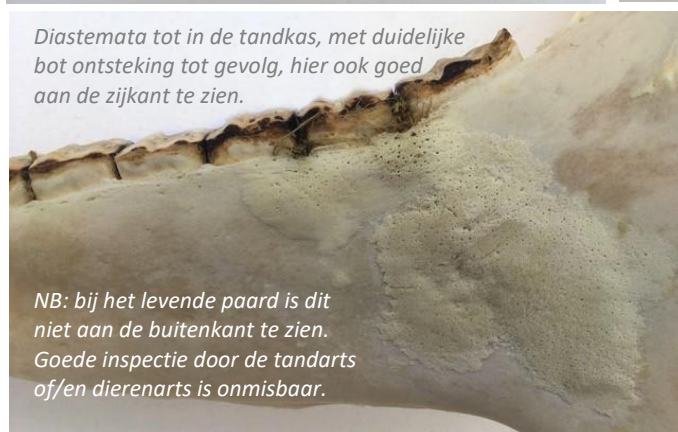 Diastemata tot in de tandkas, met duidelijke
bot ontsteking tot gevolg, hier ook goed
aan de zijkant te zien.
NB: bij het levende paard is dit
niet aan de buitenkant te zien.
Goede inspectie door de tandarts
of/en dierenarts is onmisbaar.